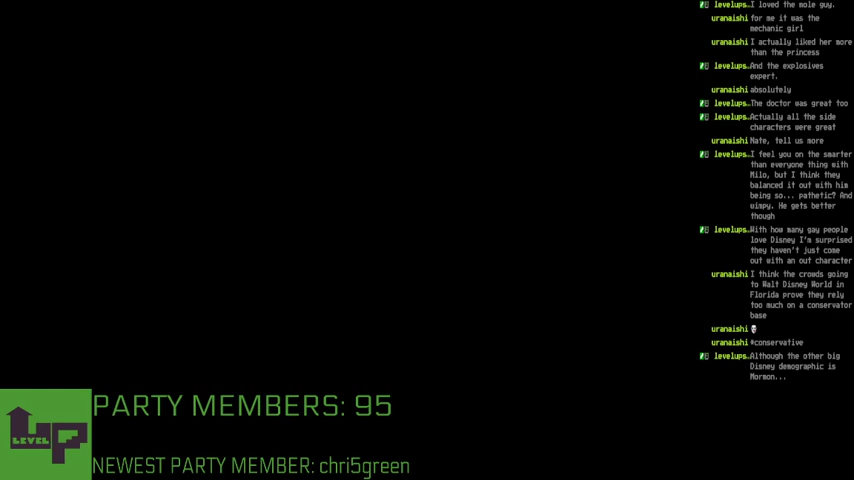 levelups…I loved the mole guy.
uranaishi for me it was the
mechanic girl
uranaishi I actually liked her more
than the princess
levelups…And the explosives
expert.
uranaishi absolutely
levelups…The doctor was great too
levelups…Actually all the side
characters were great
uranaishi Nate, tell us more
levelups…I feel you on the smarter
than everyone thing with
Milo, but I think they
balanced it out with him
being so... pathetic? And
wimpy. He gets better
though
levelups…With how many gay people
love Disney I'm surprised
they haven't just come
out with an out character
uranaishi I think the crowds going
to Walt Disney World in
Florida prove they rely
too much on a conservator
base
uranaishi 💀
uranaishi *conservative
levelups…Although the other big
Disney demographic is
Mormon...
LEVEL UP
PARTY MEMBERS: 95
NEWEST PARTY MEMBER: chri5green